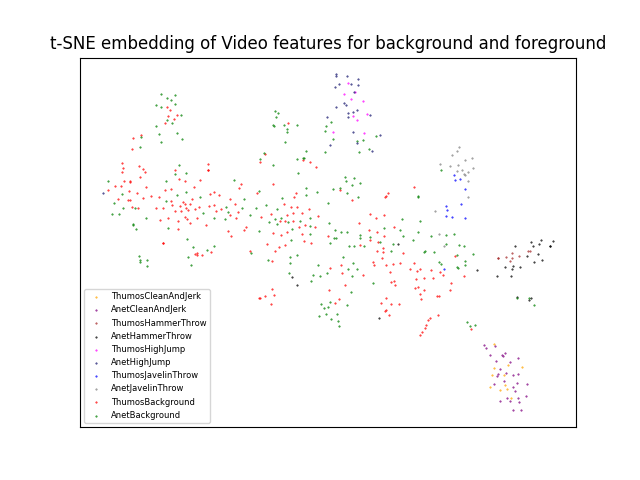 t-SNE embedding of Video features for background and foreground
ThumosCleanAndJerk
AnetCleanAndJerk
ThumosHammerThrow
AnetHammerThrow
ThumosHighJump
AnetHighJump
ThumosJavelinThrow
AnetJavelinThrow
ThumosBackground
AnetBackground